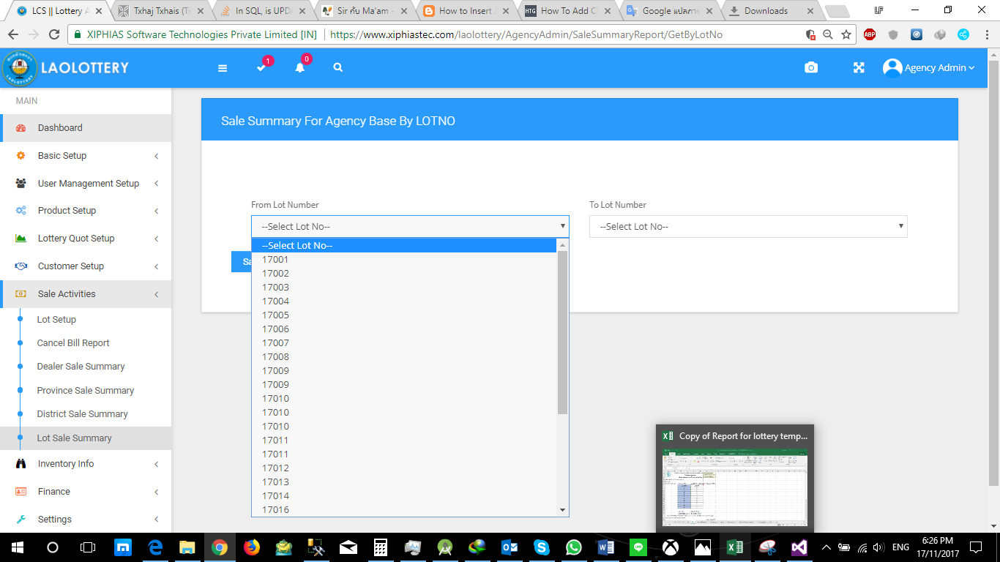 LCS || Lottery A
Txhaj Txhais (Tx
In SQL, is UPD
Sir กับ Ma'am -
How to Insert
How To Add C
Google แปลภา
Downloads
XIPHIAS Software Technologies Private Limited [IN]
https://www.xiphiastec.com/laolottery/AgencyAdmin/SaleSummaryReport/GetByLotNo
ABP
LAOLOTTERY
1
0
Agency Admin
MAIN
Dashboard
Basic Setup
User Management Setup
Product Setup
Lottery Quot Setup
Customer Setup
Sale Activities
Lot Setup
Cancel Bill Report
Dealer Sale Summary
Province Sale Summary
District Sale Summary
Lot Sale Summary
Inventory Info
Finance
Settings
Sale Summary For Agency Base By LOTNO
From Lot Number
--Select Lot No--
To Lot Number
--Select Lot No--
Sa
--Select Lot No--
17001
17002
17003
17004
17005
17006
17007
17008
17009
17009
17010
17010
17010
17011
17011
17012
17013
17014
17016
Copy of Report for lottery temp...
ENG
6:26 PM
17/11/2017